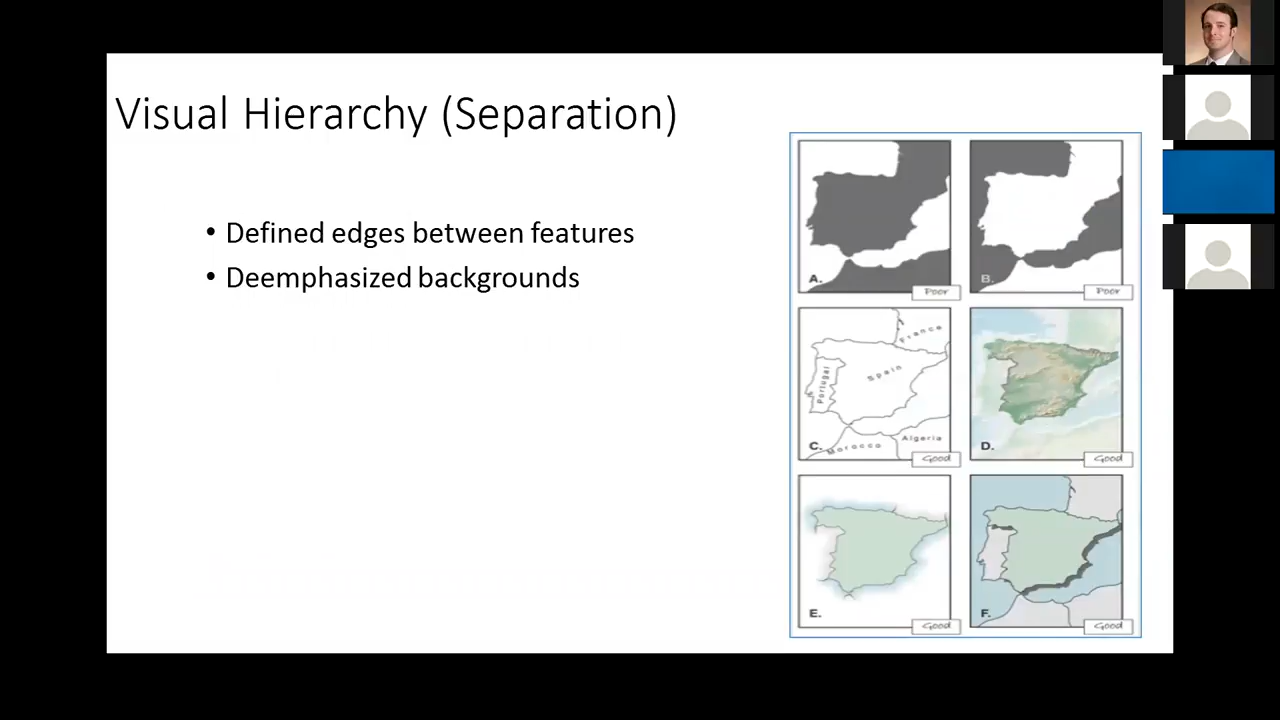 Visual Hierarchy (Separation)
• Defined edges between features
• Deemphasized backgrounds
A.
Poor
B.
Poor
France
Spain
Portugal
C.
Morocco
Algeria
Good
D.
Good
E.
Good
F.
Good